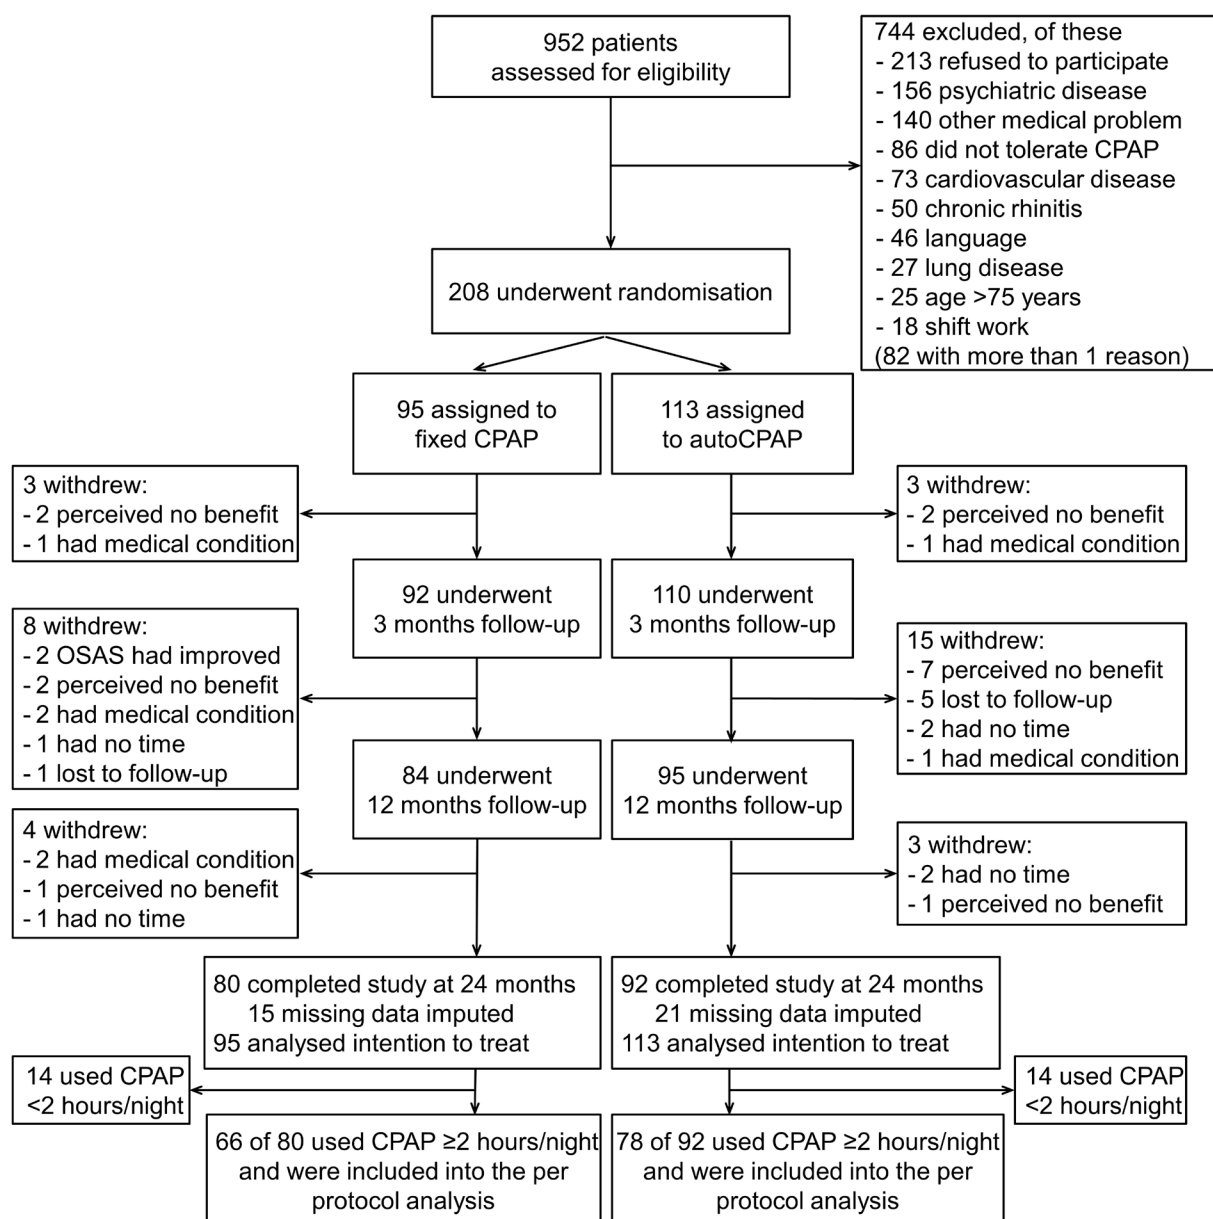 952 patients
assessed for eligibility
744 excluded, of these
- 213 refused to participate
- 156 psychiatric disease
- 140 other medical problem
- 86 did not tolerate CPAP
- 73 cardiovascular disease
- 50 chronic rhinitis
- 46 language
- 27 lung disease
- 25 age >75 years
- 18 shift work
(82 with more than 1 reason)
208 underwent randomisation
95 assigned to
fixed CPAP
113 assigned
to autoCPAP
3 withdrew:
- 2 perceived no benefit
- 1 had medical condition
3 withdrew:
- 2 perceived no benefit
- 1 had medical condition
92 underwent
3 months follow-up
110 underwent
3 months follow-up
8 withdrew:
- 2 OSAS had improved
- 2 perceived no benefit
- 2 had medical condition
- 1 had no time
- 1 lost to follow-up
15 withdrew:
- 7 perceived no benefit
- 5 lost to follow-up
- 2 had no time
- 1 had medical condition
84 underwent
12 months follow-up
95 underwent
12 months follow-up
4 withdrew:
- 2 had medical condition
- 1 perceived no benefit
- 1 had no time
3 withdrew:
- 2 had no time
- 1 perceived no benefit
80 completed study at 24 months
15 missing data imputed
95 analysed intention to treat
92 completed study at 24 months
21 missing data imputed
113 analysed intention to treat
14 used CPAP
<2 hours/night
14 used CPAP
<2 hours/night
66 of 80 used CPAP ≥2 hours/night
and were included into the per
protocol analysis
78 of 92 used CPAP ≥2 hours/night
and were included into the per
protocol analysis